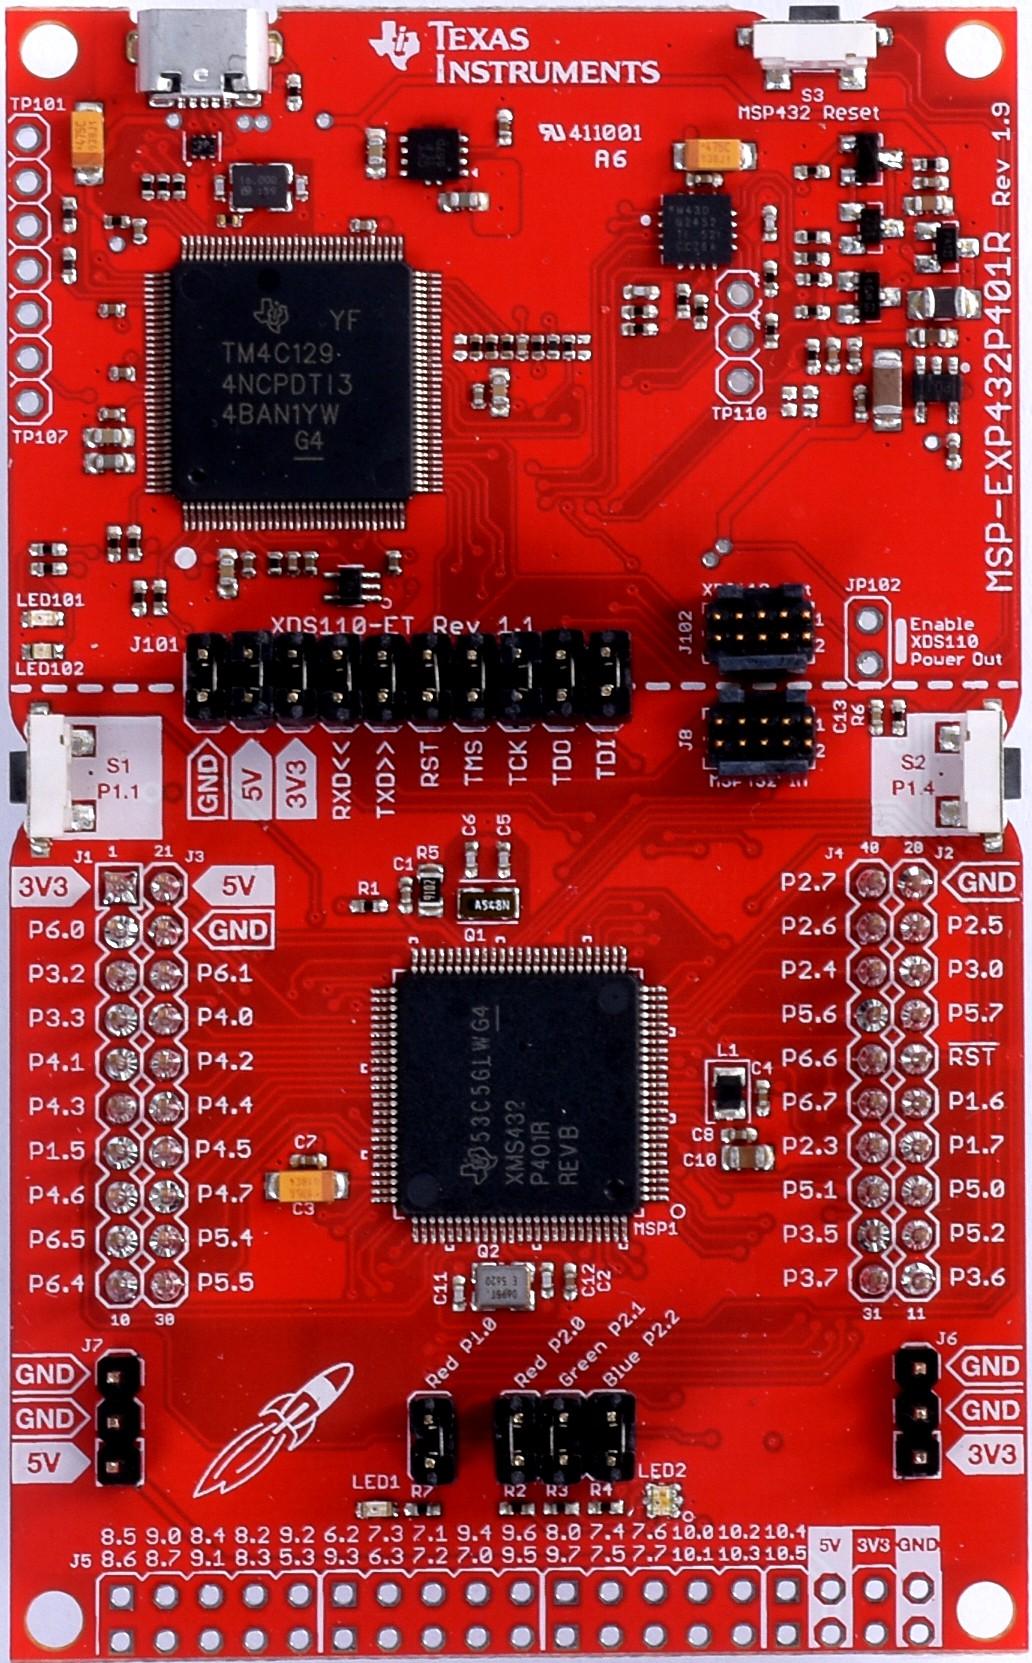 TEXAS
INSTRUMENTS
S3
MSP432 Reset
TP101
411001
A6
MSP-EXP432P401R Rev 1.9
16.000
YF
TM4C129
4NCPDTI3
4BAN1YW
G4
TP107
TP110
LED101
LED102
JP102
Enable
XDS110
Power Out
XDS110-ET Rev 1.1
J101
J102
1
2
GND
5V
3V3
RXD<<
TXD>>
RST
TMS
TCK
TDO
TDI
J8
1
2
C13
R6
S1
P1.1
S2
P1.4
C6
C5
C1
R5
R1
9102
A548N
Q1
J1 1 21 J3
3V3 5V
P6.0 GND
P3.2 P6.1
P3.3 P4.0
P4.1 P4.2
P4.3 P4.4
P1.5 P4.5
P4.6 P4.7
P6.5 P5.4
P6.4 P5.5
10 30
J4 40 20 J2
P2.7 GND
P2.6 P2.5
P2.4 P3.0
P5.6 P5.7
P6.6 RST
P6.7 P1.6
P2.3 P1.7
P5.1 P5.0
P3.5 P5.2
P3.7 P3.6
31 11
53C5GLWG4
XMS432
P401R
REVB
MSP1
L1
C4
C8
C10
C7
C3
Q2
C11
C12
C2
E 5620
Red P1.0
Red P2.0
Green P2.1
Blue P2.2
J7
GND
GND
5V
J6
GND
GND
3V3
LED1
R7
R2
R3
R4
LED2
8.5 9.0 8.4 8.2 9.2 6.2 7.3 7.1 9.4 9.6 8.0 7.4 7.6 10.0 10.2 10.4
J5 8.6 8.7 9.1 8.3 5.3 9.3 6.3 7.2 7.0 9.5 9.7 7.5 7.7 10.1 10.3 10.5
5V 3V3 GND